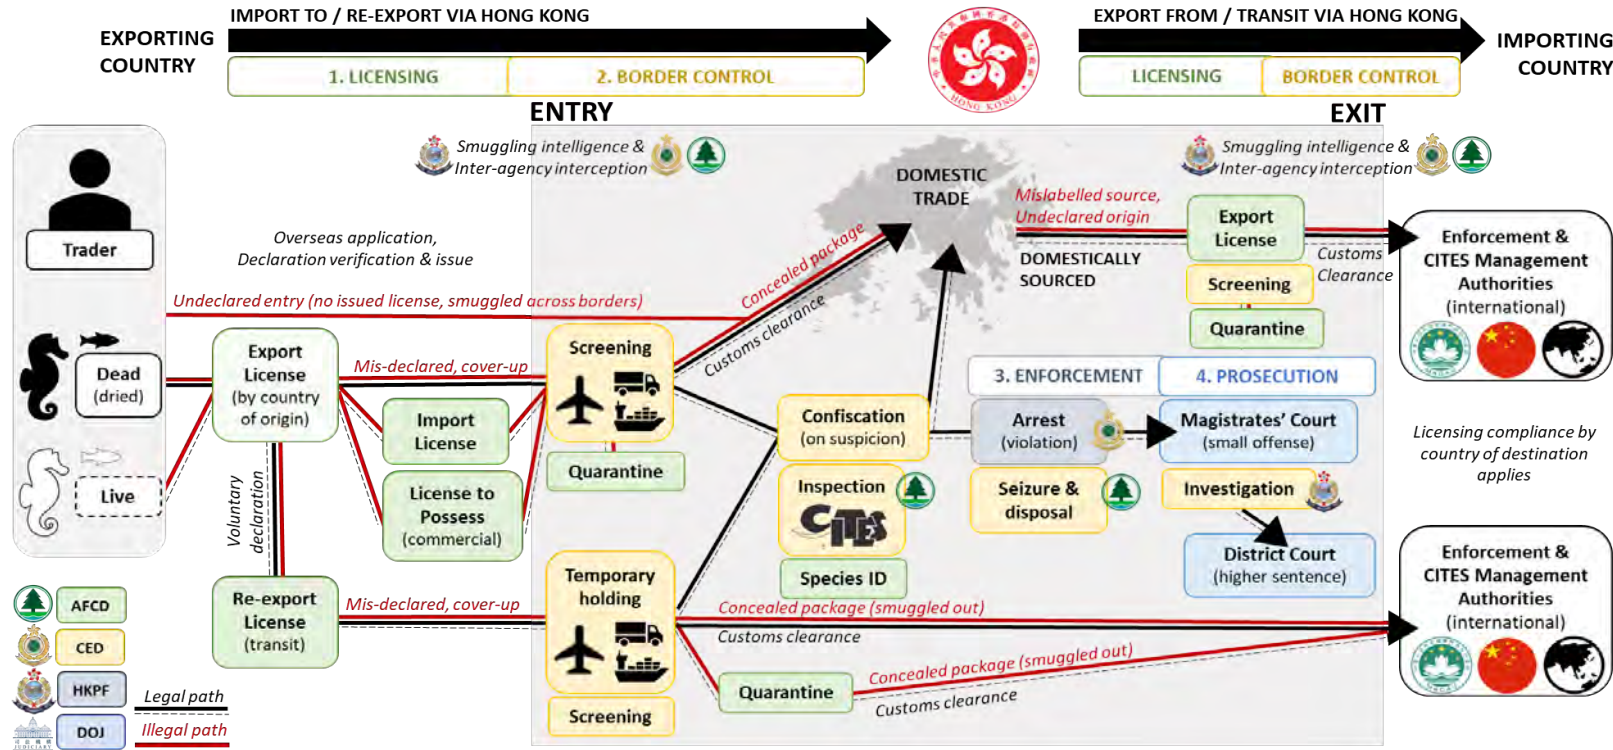 IMPORT TO / RE-EXPORT VIA HONG KONG
EXPORT FROM / TRANSIT VIA HONG KONG
EXPORTING
COUNTRY
IMPORTING
COUNTRY
1. LICENSING
2. BORDER CONTROL
HONG KONG
LICENSING
BORDER CONTROL
ENTRY
EXIT
Smuggling intelligence &
Inter-agency interception
Smuggling intelligence &
Inter-agency interception
Trader
Overseas application,
Declaration verification & issue
DOMESTIC
TRADE
Mislabelled source,
Undeclared origin
Export
License
DOMESTICALLY
SOURCED
Customs
Clearance
Screening
Quarantine
Enforcement &
CITES Management
Authorities
(international)
Undeclared entry (no issued license, smuggled across borders)
Concealed package
Customs clearance
Dead
(dried)
Live
Export
License
(by country
of origin)
Mis-declared, cover-up
Import
License
License to
Possess
(commercial)
Screening
Quarantine
Confiscation
(on suspicion)
Inspection
CITES
Species ID
3. ENFORCEMENT
4. PROSECUTION
Arrest
(violation)
Magistrates' Court
(small offense)
Seizure &
disposal
Investigation
District Court
(higher sentence)
Licensing compliance by
country of destination
applies
Voluntary
declaration
Re-export
License
(transit)
Mis-declared, cover-up
Temporary
holding
Screening
Concealed package (smuggled out)
Customs clearance
Quarantine
Concealed package (smuggled out)
Customs clearance
Enforcement &
CITES Management
Authorities
(international)
AFCD
CED
HKPF
DOJ
JUDICIARY
Legal path
Illegal path